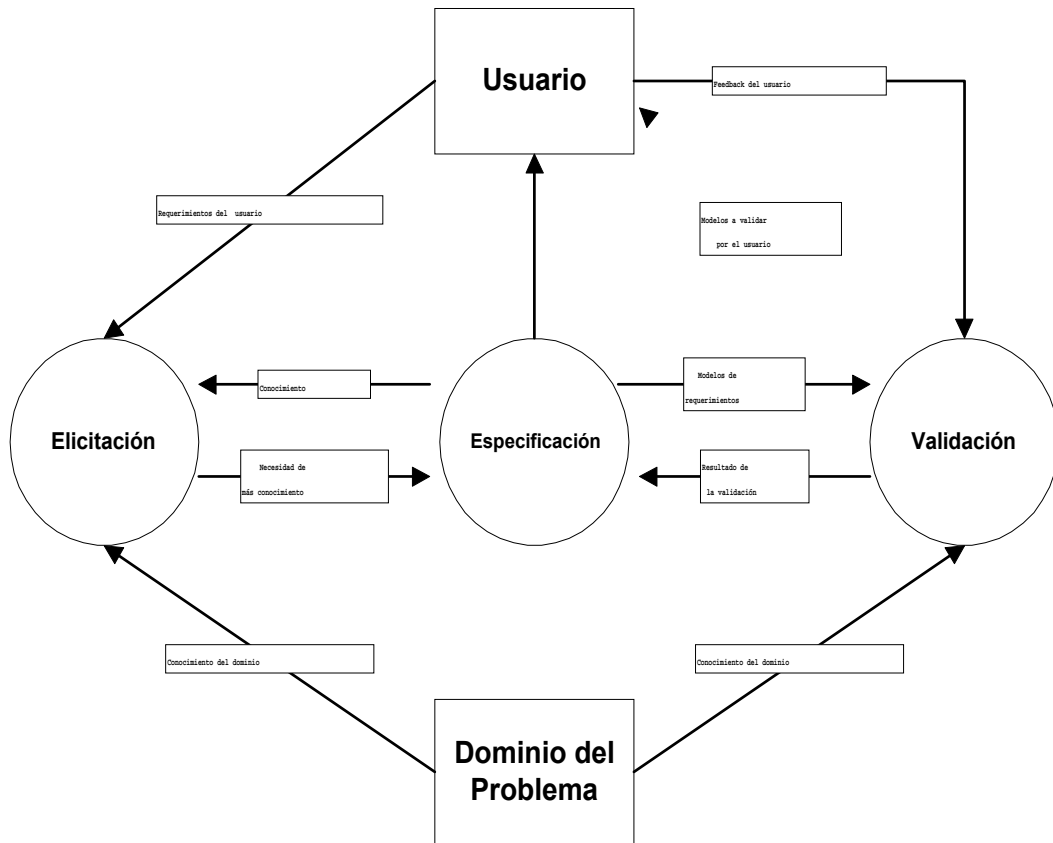 Usuario
Feedback del usuario
Requerimientos del usuario
Modelos a validar
por el usuario
Conocimiento
Modelos de
requerimientos
Elicitación
Especificación
Validación
Necesidad de
más conocimiento
Resultado de
la validación
Conocimiento del dominio
Conocimiento del dominio
Dominio del
Problema